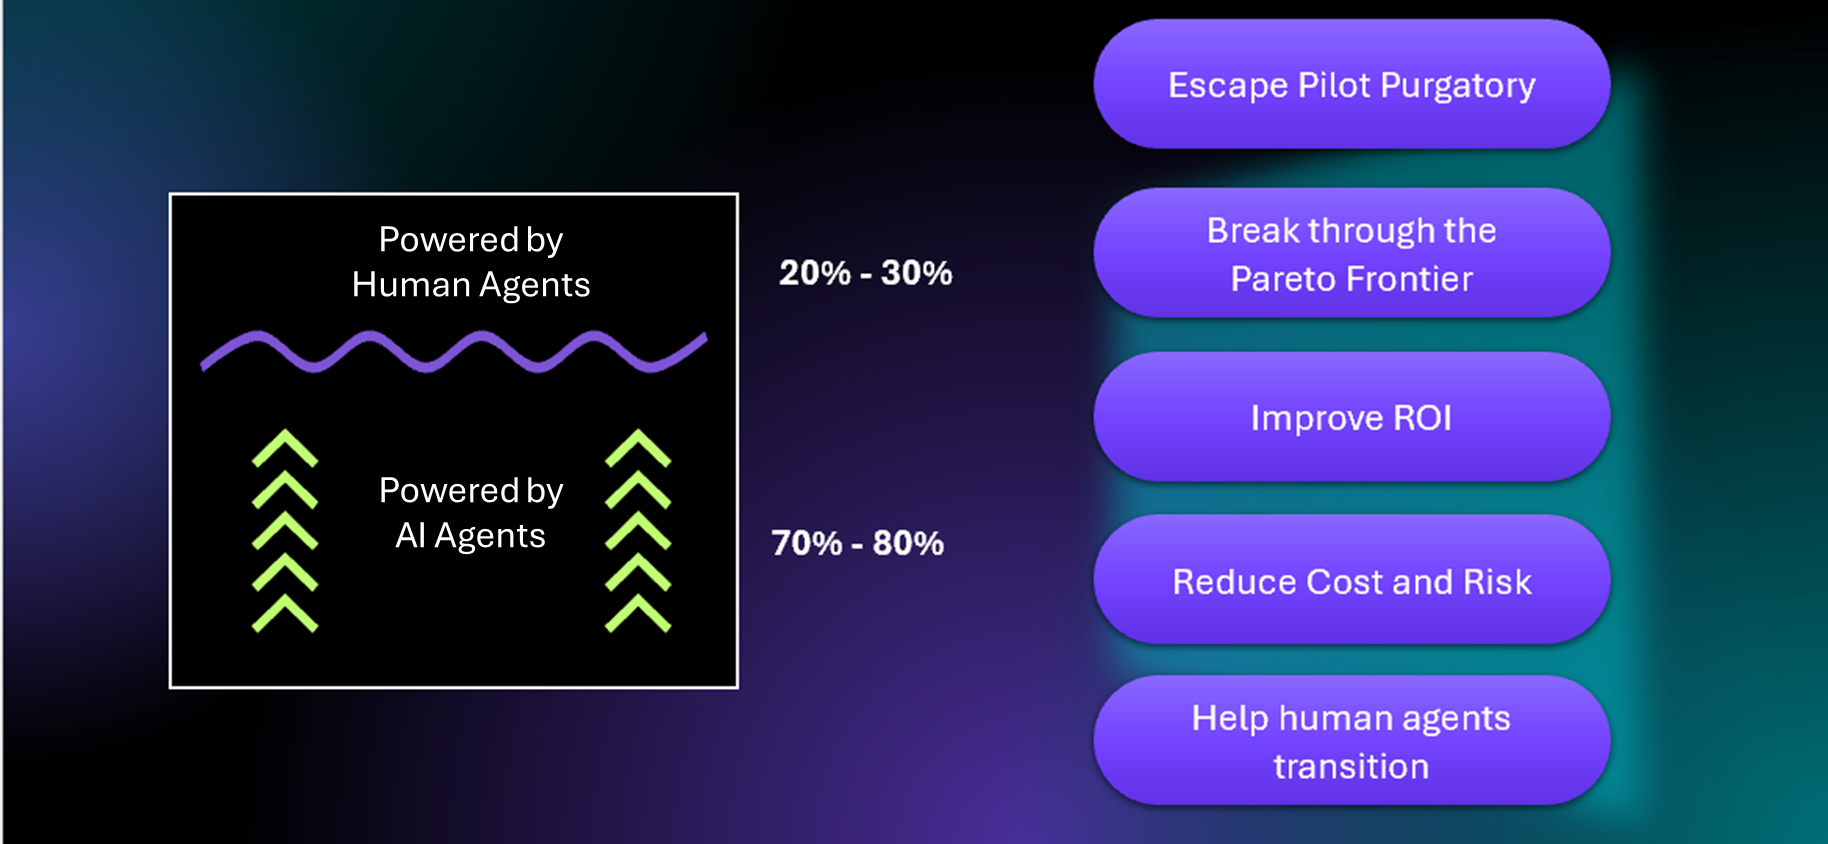 Powered by
Human Agents
20% - 30%
Powered by
AI Agents
70% - 80%
Escape Pilot Purgatory
Break through the
Pareto Frontier
Improve ROI
Reduce Cost and Risk
Help human agents
transition